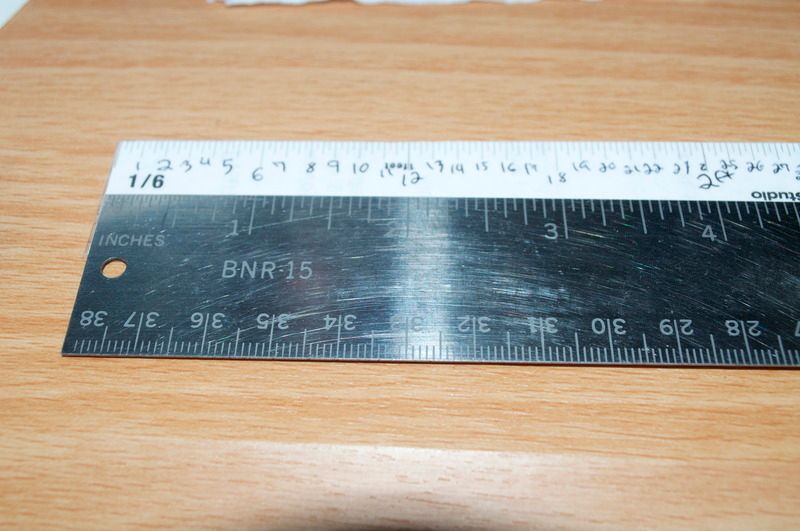 1 2 3 4 5 6 7 8 9 10 11 12 13 14 15 16 17 18 19 20 21 22 24 25 26 27
1/6 Steel Studio
1 2 3 4
INCHES
BNR-15
38 37 36 35 34 33 32 31 30 29 28